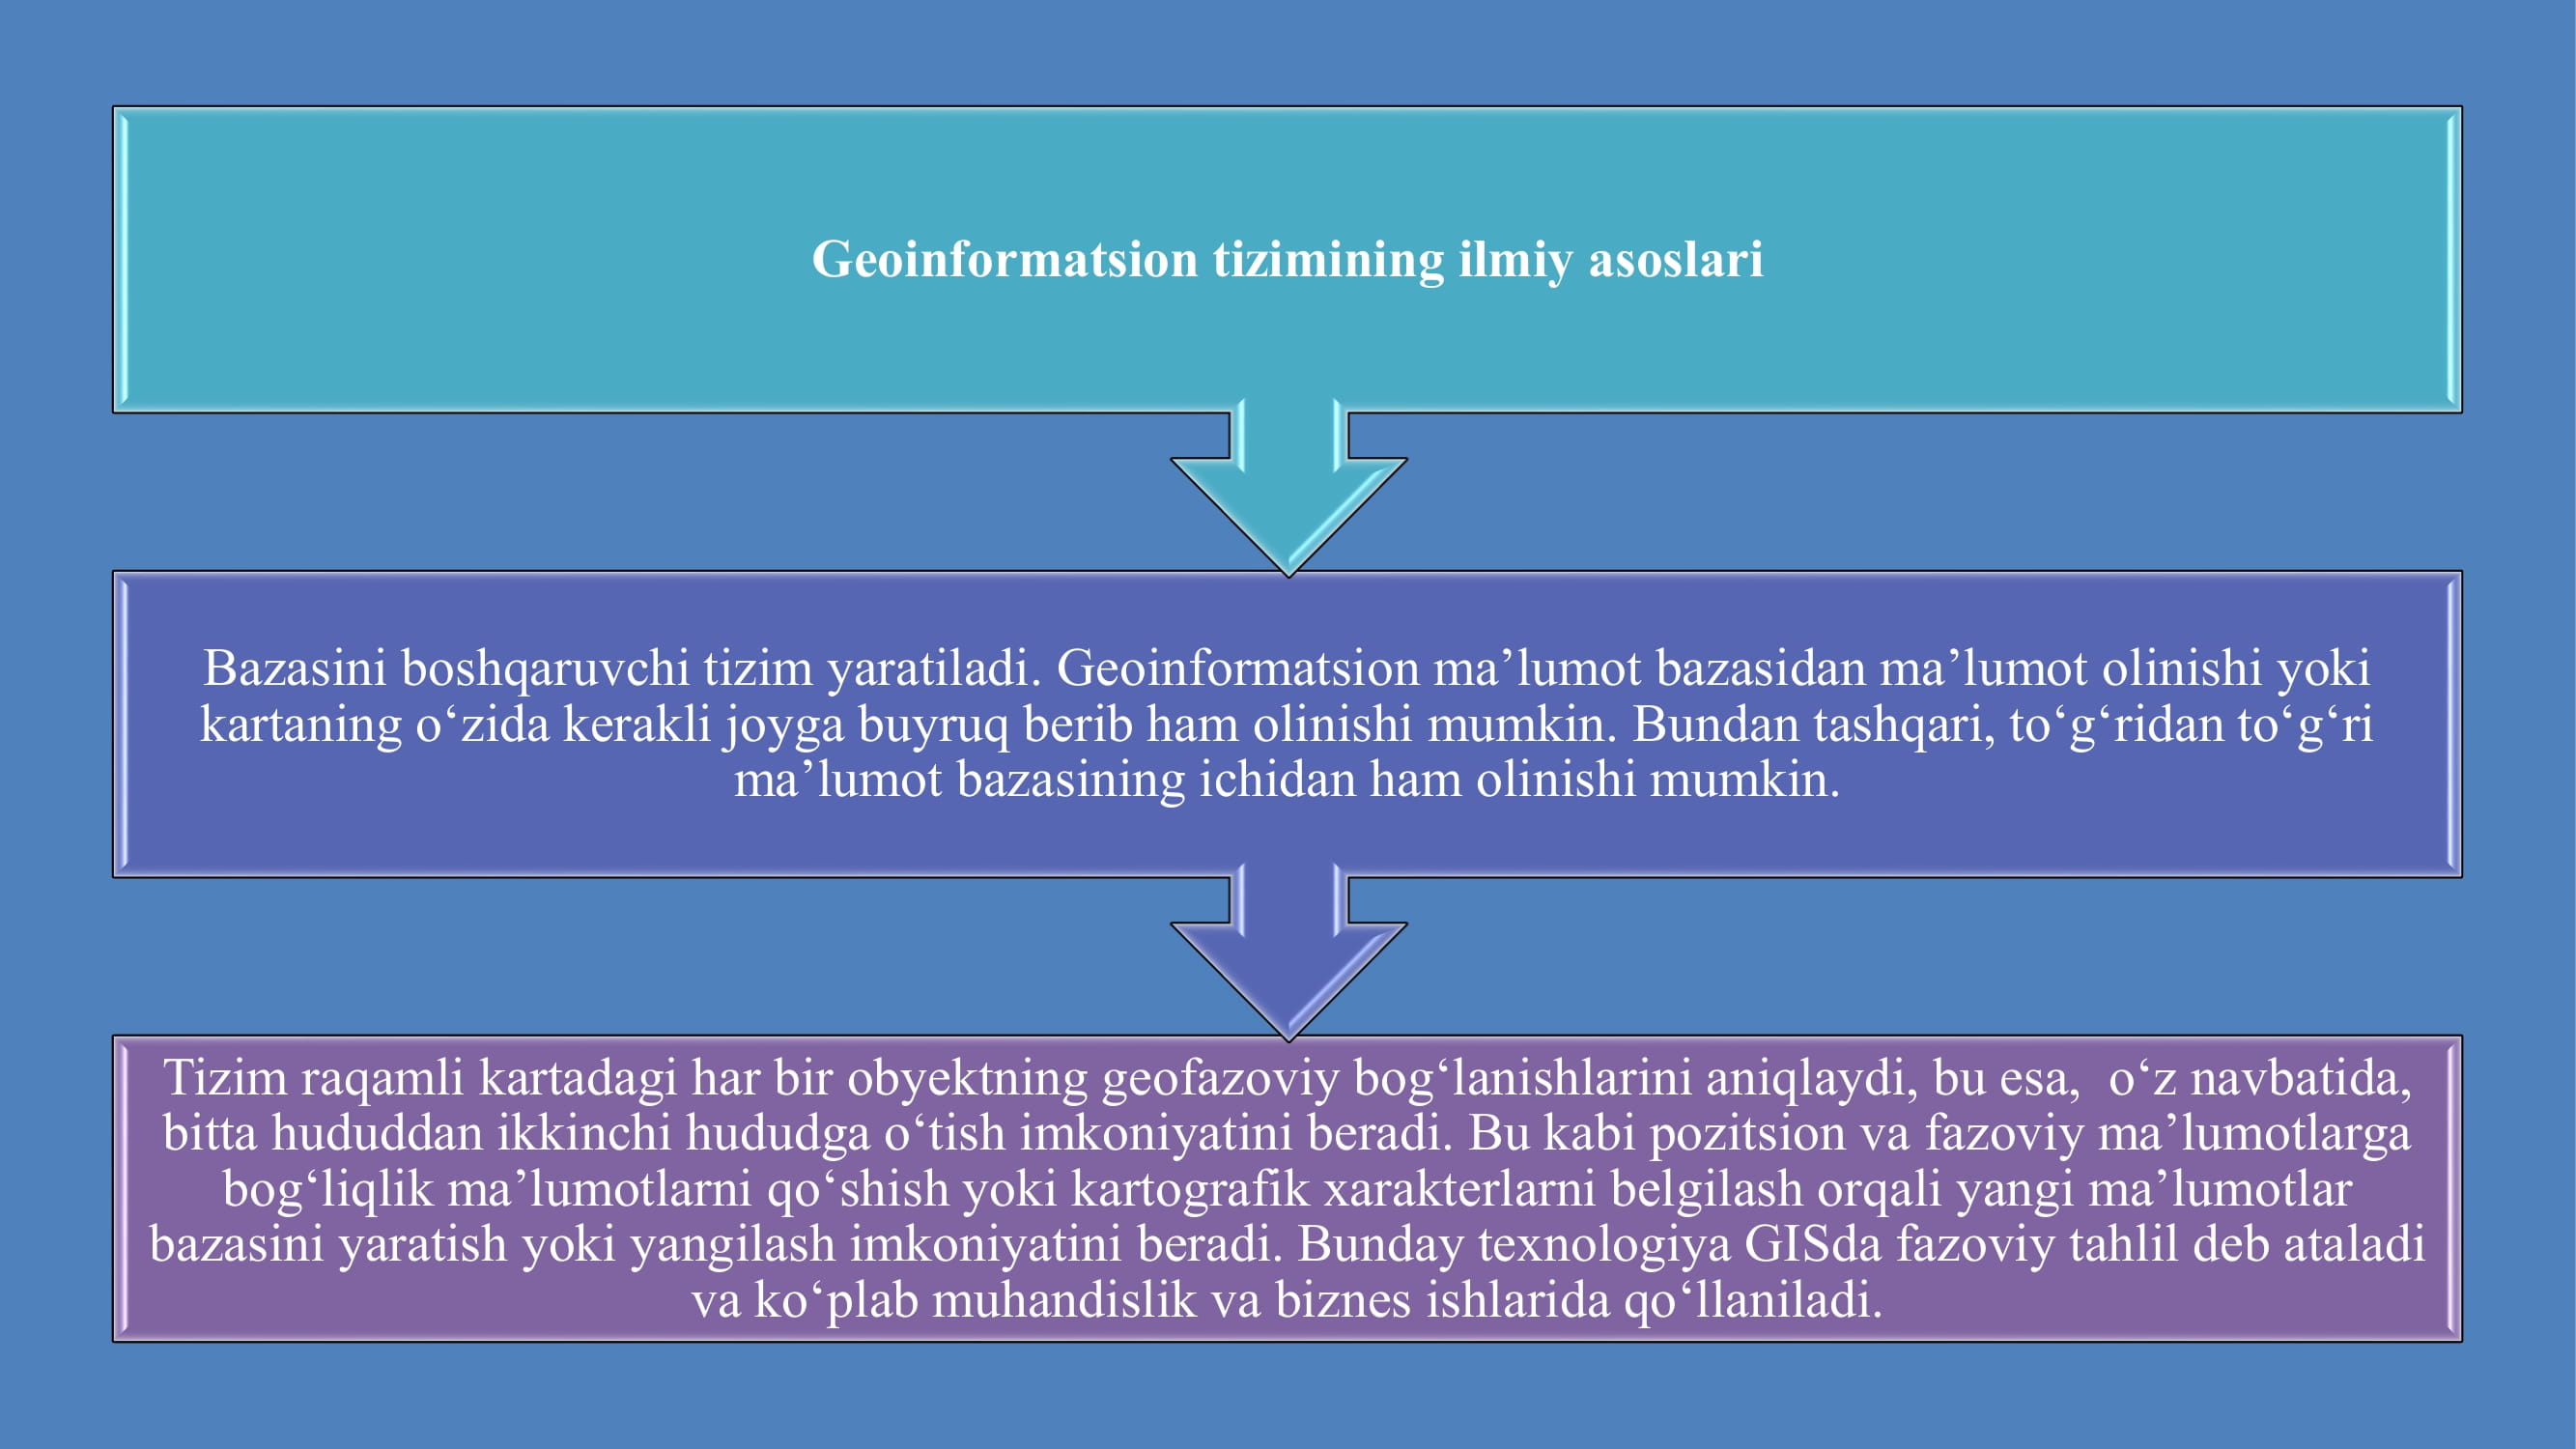 Geoinformatsion tizimining ilmiy asoslari
Bazasini boshqaruvchi tizim yaratiladi. Geoinformatsion ma’lumot bazasidan ma’lumot olinishi yoki
kartaning o‘zida kerakli joyga buyruq berib ham olinishi mumkin. Bundan tashqari, to‘g‘ridan to‘g‘ri
ma’lumot bazasining ichidan ham olinishi mumkin.
Tizim raqamli kartadagi har bir obyektning geofazoviy bog‘lanishlarini aniqlaydi, bu esa,  o‘z navbatida,
bitta hududdan ikkinchi hududga o‘tish imkoniyatini beradi. Bu kabi pozitsion va fazoviy ma’lumotlarga
bog‘liqlik ma’lumotlarni qo‘shish yoki kartografik xarakterlarni belgilash orqali yangi ma’lumotlar
bazasini yaratish yoki yangilash imkoniyatini beradi. Bunday texnologiya GISda fazoviy tahlil deb ataladi
va ko‘plab muhandislik va biznes ishlarida qo‘llaniladi.